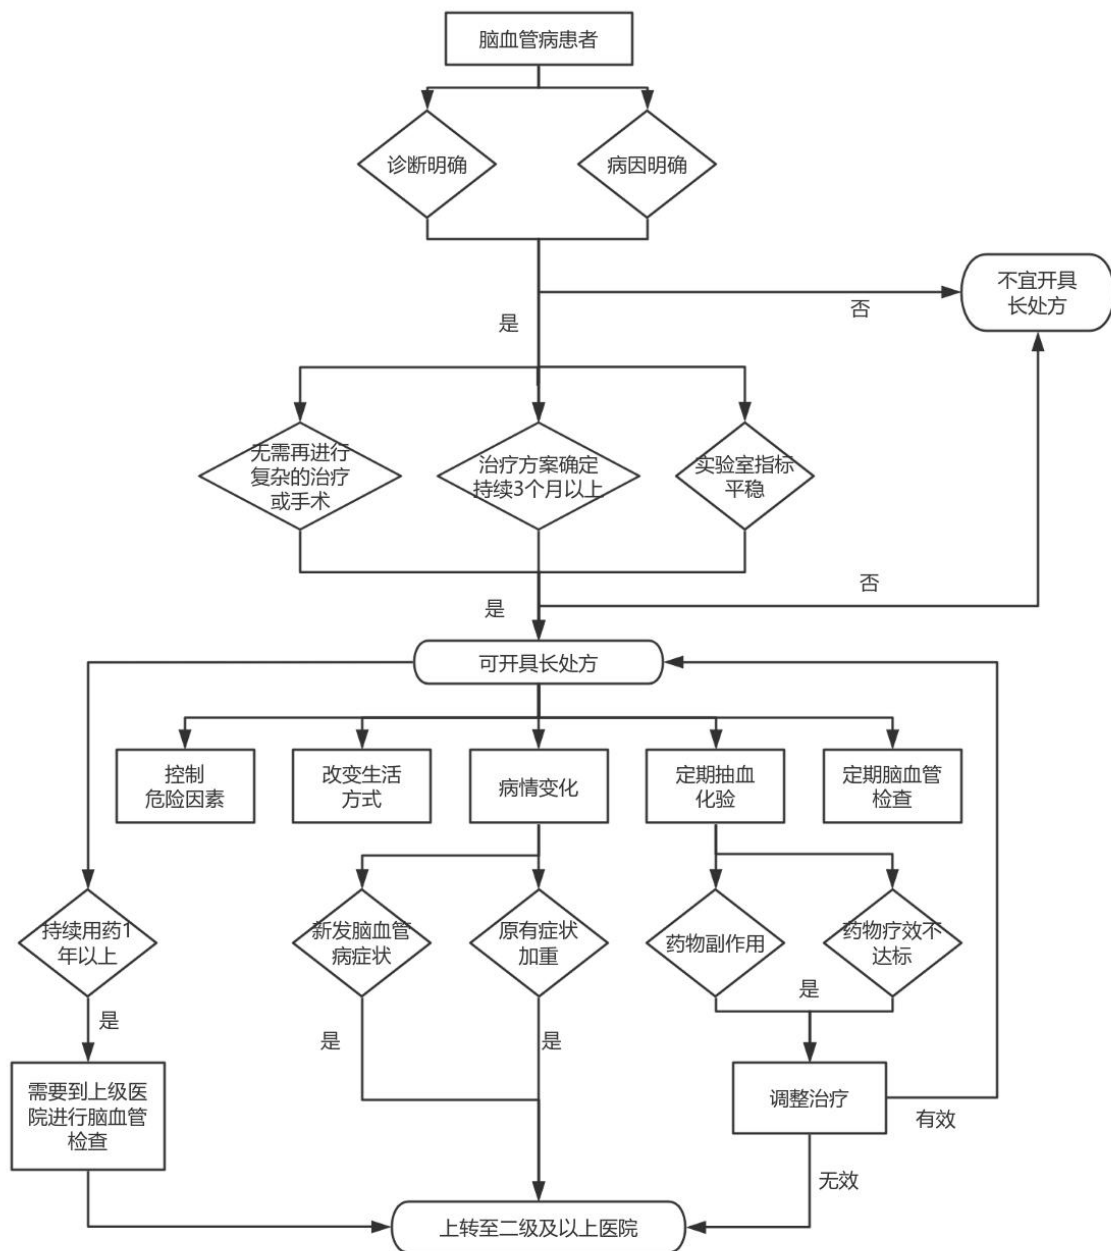 脑血管病患者
诊断明确
病因明确
不宜开具
长处方
否
是
无需再进行
复杂的治疗
或手术
治疗方案确定
持续3个月以上
实验室指标
平稳
否
是
可开具长处方
控制
危险因素
改变生活
方式
病情变化
定期抽血
化验
定期脑血管
检查
持续用药1
年以上
新发脑血管
病症状
原有症状
加重
药物副作用
药物疗效不
达标
是
是
是
是
需要到上级医
院进行脑血管
检查
调整治疗
有效
无效
上转至二级及以上医院